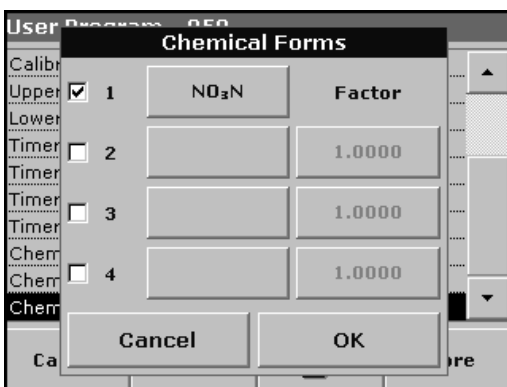 User Program 950
Chemical Forms
Calibr
Upper
Lower
Timer
Timer
Timer
Timer
Chem
Chem
Chem
1 NO₃N Factor
2 1.0000
3 1.0000
4 1.0000
Cancel OK
Ca
ore